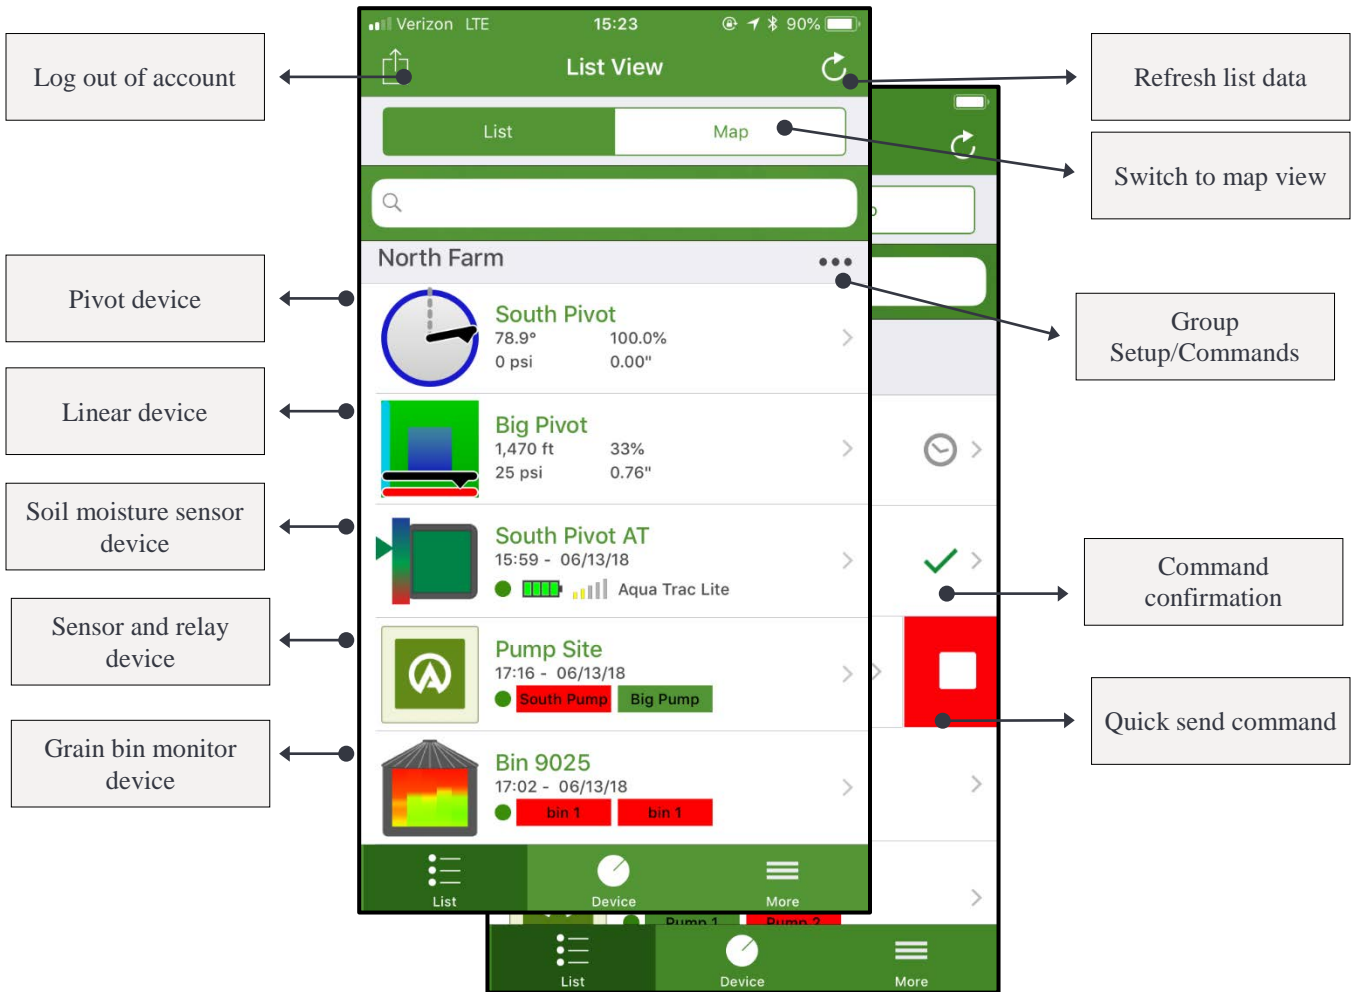 Verizon LTE 15:23 90%
Log out of account
List View
Refresh list data
List Map
Switch to map view
North Farm
Pivot device
South Pivot
78.9° 100.0%
0 psi 0.00"
Group
Setup/Commands
Linear device
Big Pivot
1,470 ft 33%
25 psi 0.76"
Soil moisture sensor
device
South Pivot AT
15:59 - 06/13/18
Aqua Trac Lite
Command
confirmation
Sensor and relay
device
Pump Site
17:16 - 06/13/18
South Pump Big Pump
Quick send command
Grain bin monitor
device
Bin 9025
17:02 - 06/13/18
bin 1 bin 1
List Device More
Pump 1 Pump 2
List Device More